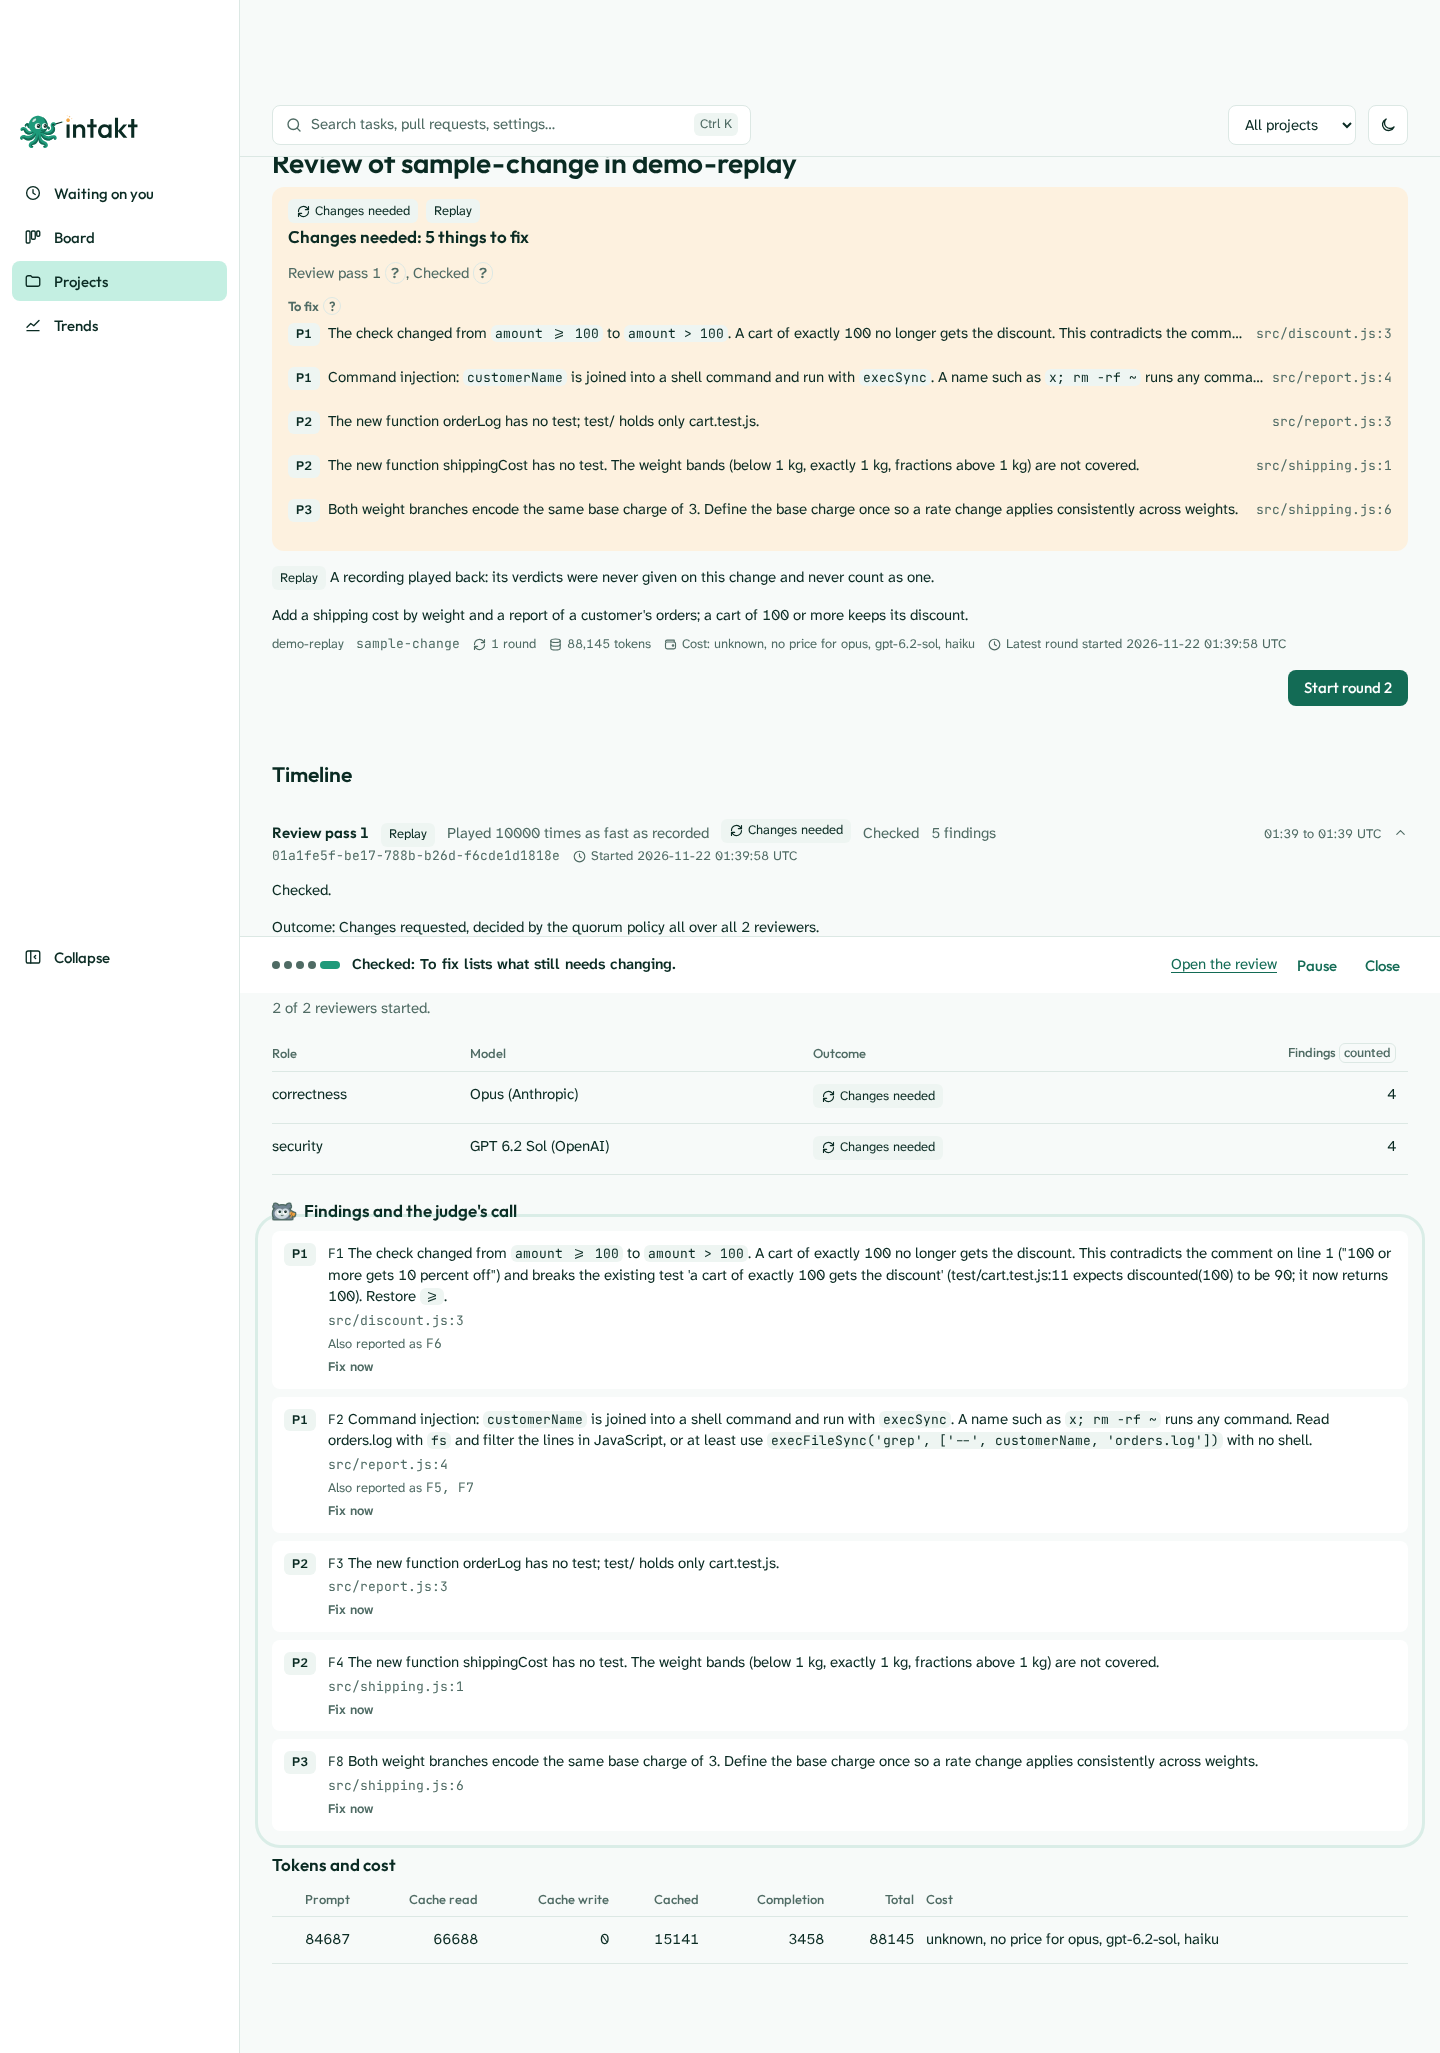 intakt
Search tasks, pull requests, settings...
Ctrl K
All projects
Waiting on you
Board
Projects
Trends
Collapse
Review of sample-change in demo-replay
Changes needed
Replay
Changes needed: 5 things to fix
Review pass 1 ? , Checked ?
To fix ?
P1 The check changed from amount >= 100 to amount > 100. A cart of exactly 100 no longer gets the discount. This contradicts the comm... src/discount.js:3
P1 Command injection: customerName is joined into a shell command and run with execSync. A name such as x; rm -rf ~ runs any comma... src/report.js:4
P2 The new function orderLog has no test; test/ holds only cart.test.js. src/report.js:3
P2 The new function shippingCost has no test. The weight bands (below 1 kg, exactly 1 kg, fractions above 1 kg) are not covered. src/shipping.js:1
P3 Both weight branches encode the same base charge of 3. Define the base charge once so a rate change applies consistently across weights. src/shipping.js:6
Replay A recording played back: its verdicts were never given on this change and never count as one.
Add a shipping cost by weight and a report of a customer's orders; a cart of 100 or more keeps its discount.
demo-replay sample-change 1 round 88,145 tokens Cost: unknown, no price for opus, gpt-6.2-sol, haiku Latest round started 2026-11-22 01:39:58 UTC
Start round 2
Timeline
Review pass 1 Replay Played 10000 times as fast as recorded Changes needed Checked 5 findings 01:39 to 01:39 UTC
01a1fe5f-be17-788b-b26d-f6cde1d1818e Started 2026-11-22 01:39:58 UTC
Checked.
Outcome: Changes requested, decided by the quorum policy all over all 2 reviewers.
Checked: To fix lists what still needs changing.
Open the review Pause Close
2 of 2 reviewers started.
Role Model Outcome Findings counted
correctness Opus (Anthropic) Changes needed 4
security GPT 6.2 Sol (OpenAI) Changes needed 4
Findings and the judge's call
P1 F1 The check changed from amount >= 100 to amount > 100. A cart of exactly 100 no longer gets the discount. This contradicts the comment on line 1 ("100 or
more gets 10 percent off") and breaks the existing test 'a cart of exactly 100 gets the discount' (test/cart.test.js:11 expects discounted(100) to be 90; it now returns
100). Restore >=.
src/discount.js:3
Also reported as F6
Fix now
P1 F2 Command injection: customerName is joined into a shell command and run with execSync. A name such as x; rm -rf ~ runs any command. Read
orders.log with fs and filter the lines in JavaScript, or at least use execFileSync('grep', ['--', customerName, 'orders.log']) with no shell.
src/report.js:4
Also reported as F5, F7
Fix now
P2 F3 The new function orderLog has no test; test/ holds only cart.test.js.
src/report.js:3
Fix now
P2 F4 The new function shippingCost has no test. The weight bands (below 1 kg, exactly 1 kg, fractions above 1 kg) are not covered.
src/shipping.js:1
Fix now
P3 F8 Both weight branches encode the same base charge of 3. Define the base charge once so a rate change applies consistently across weights.
src/shipping.js:6
Fix now
Tokens and cost
Prompt Cache read Cache write Cached Completion Total Cost
84687 66688 0 15141 3458 88145 unknown, no price for opus, gpt-6.2-sol, haiku